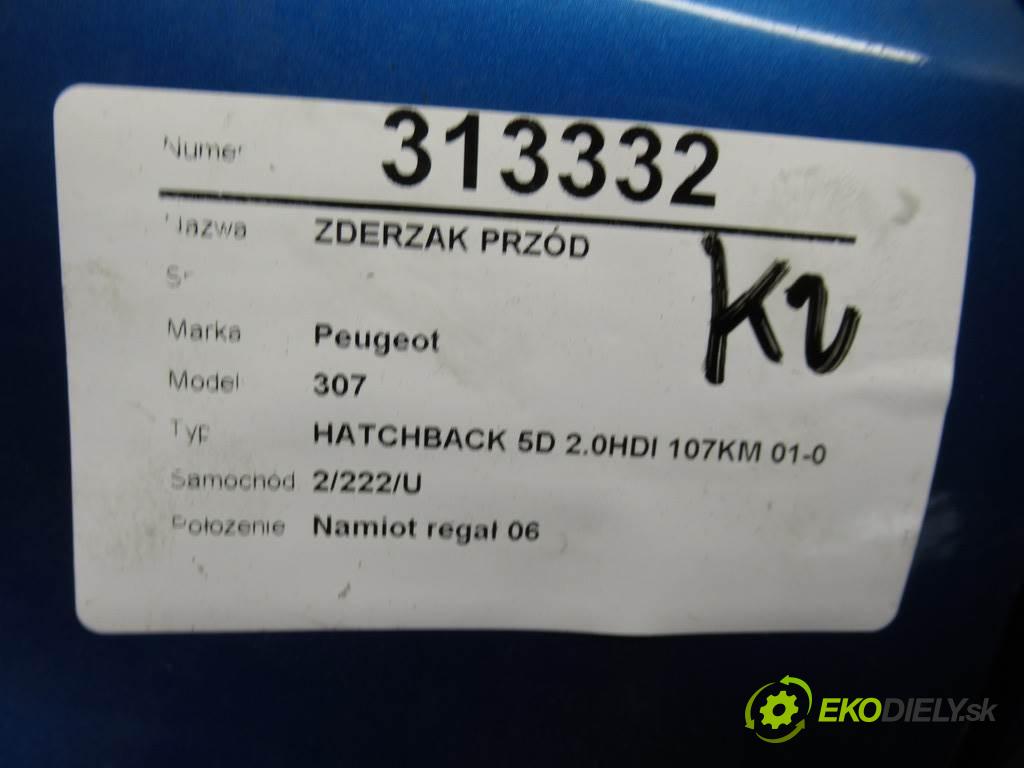 Numer 313332
Nazwa ZDERZAK PRZÓD
Marka Peugeot
Model 307
Typ HATCHBACK 5D 2.0HDI 107KM 01-0
Samochód 2/222/U
Położenie Namiot regał 06
EKODIELY.sk